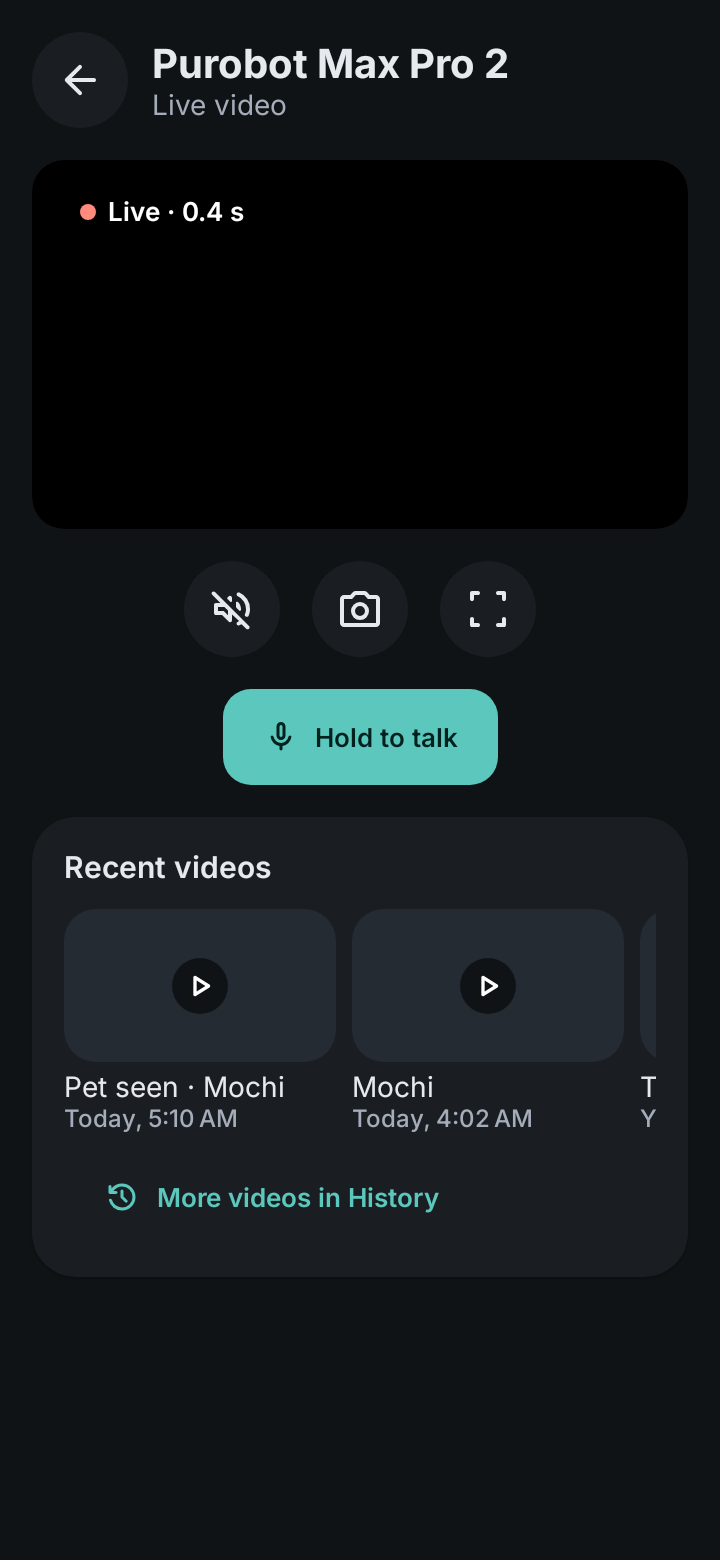 Purobot Max Pro 2
Live video
Live · 0.4 s
Hold to talk
Recent videos
Pet seen · Mochi
Mochi
T
Today, 5:10 AM
Today, 4:02 AM
Y
More videos in History